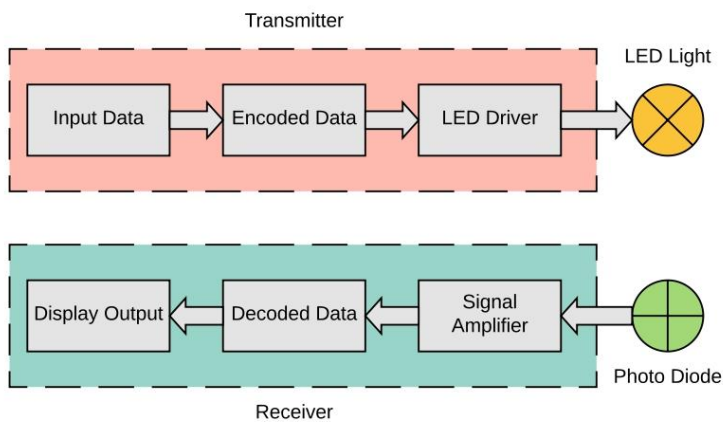 Transmitter
LED Light
Input Data
Encoded Data
LED Driver
Display Output
Decoded Data
Signal
Amplifier
Photo Diode
Receiver